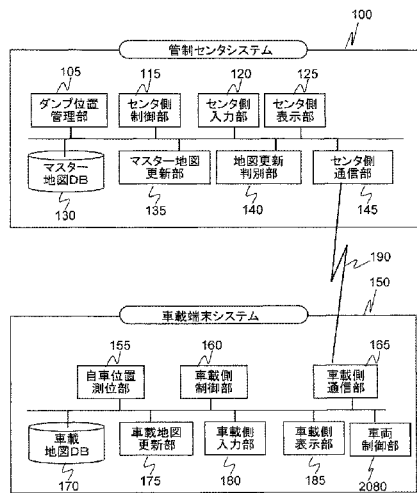 100
管制センタシステム
105
115
120
125
ダンプ位置
管理部
センタ側
制御部
センタ側
入力部
センタ側
表示部
マスター
地図DB
マスター地図
更新部
地図更新
判別部
センタ側
通信部
130
135
140
145
190
150
車載端末システム
155
160
165
自車位置
測位部
車載側
制御部
車載側
通信部
車載
地図DB
車載地図
更新部
車載側
入力部
車載側
表示部
車両
制御部
170
175
180
185
2080